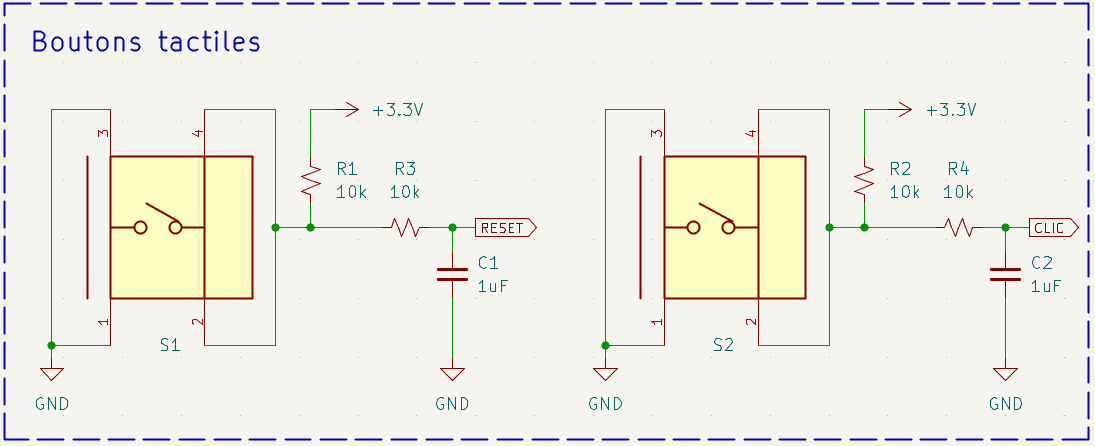 Boutons tactiles
3
4
+3.3V
R1
10k
R3
10k
RESET
C1
1uF
1
2
S1
GND
GND
3
4
+3.3V
R2
10k
R4
10k
CLIC
C2
1uF
1
2
S2
GND
GND